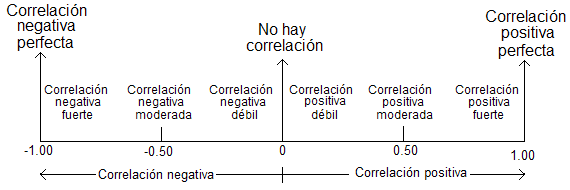 Correlación
negativa
perfecta
No hay
correlación
Correlación
positiva
perfecta
Correlación
negativa
fuerte
Correlación
negativa
moderada
Correlación
negativa
débil
Correlación
positiva
débil
Correlación
positiva
moderada
Correlación
positiva
fuerte
-1.00
-0.50
0
0.50
1.00
Correlación negativa
Correlación positiva